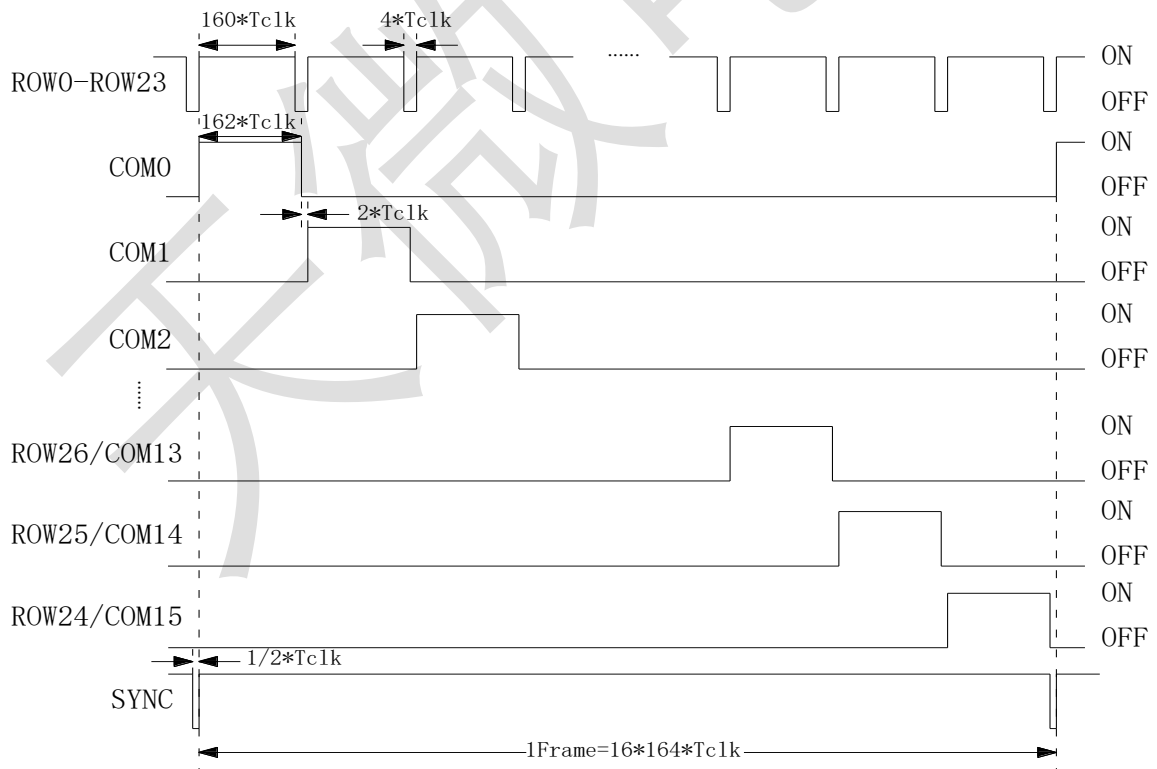 160*Tclk
4*Tclk
ROW0-ROW23
......
ON
OFF
162*Tclk
COM0
ON
OFF
2*Tclk
COM1
ON
OFF
COM2
ON
OFF
......
ROW26/COM13
ON
OFF
ROW25/COM14
ON
OFF
ROW24/COM15
ON
OFF
1/2*Tclk
SYNC
1Frame=16*164*Tclk
天微